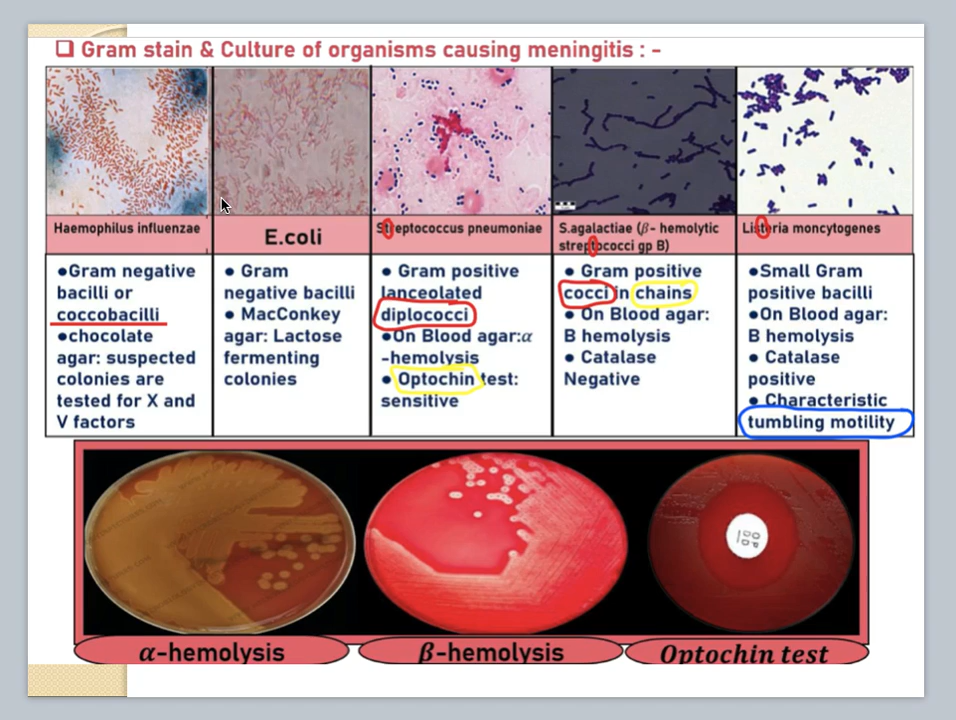 ❑ Gram stain & Culture of organisms causing meningitis : -
Haemophilus influenzae
●Gram negative
bacilli or
coccobacilli
●chocolate
agar: suspected
colonies are
tested for X and
V factors
E.coli
● Gram
negative bacilli
● MacConkey
agar: Lactose
fermenting
colonies
Streptococcus pneumoniae
● Gram positive
lanceolated
diplococci
●On Blood agar:α
-hemolysis
● Optochin test:
sensitive
S.agalactiae (β- hemolytic
streptococci gp B)
● Gram positive
cocci in chains
● On Blood agar:
B hemolysis
● Catalase
Negative
Listeria moncytogenes
●Small Gram
positive bacilli
●On Blood agar:
B hemolysis
● Catalase
positive
● Characteristic
tumbling motility
α-hemolysis
β-hemolysis
Optochin test